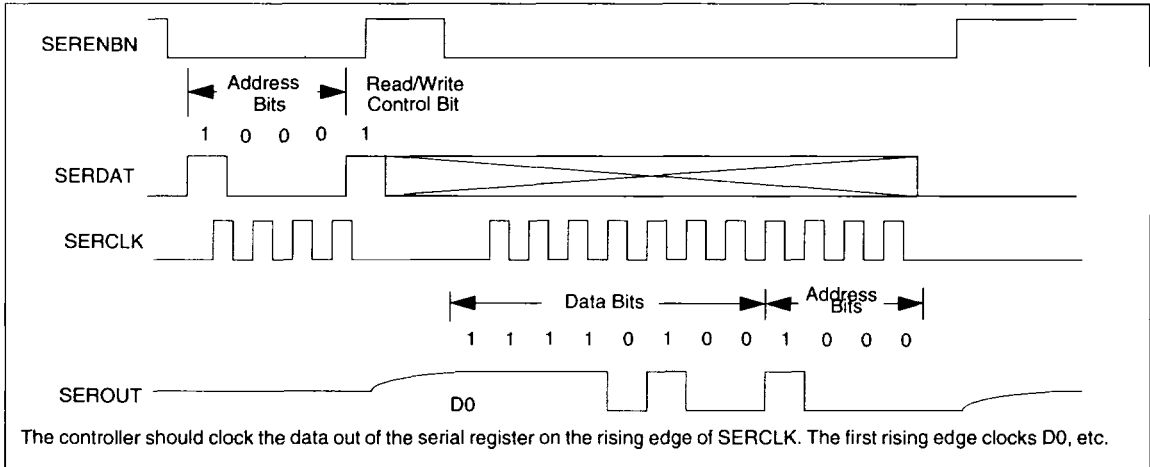 SERENBN
Address Bits
Read/Write Control Bit
1 0 0 0 1
SERDAT
SERCLK
Data Bits
Address Bits
1 1 1 1 0 1 0 0 1 0 0 0
SEROUT
D0
The controller should clock the data out of the serial register on the rising edge of SERCLK. The first rising edge clocks D0, etc.